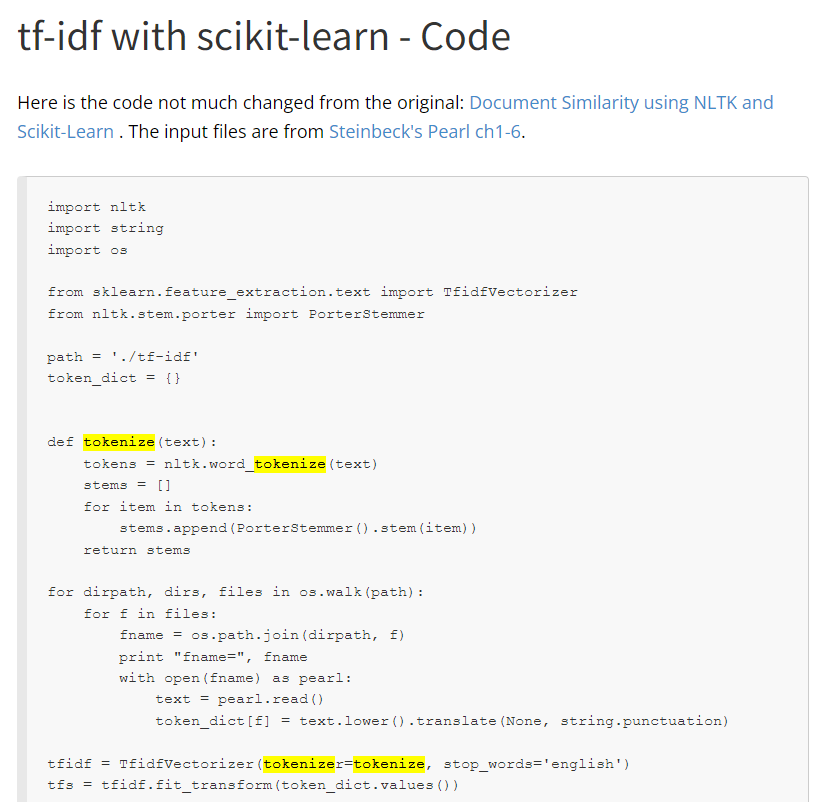 tf-idf with scikit-learn - Code
Here is the code not much changed from the original: Document Similarity using NLTK and
Scikit-Learn . The input files are from Steinbeck's Pearl ch1-6.
import nltk
import string
import os
from sklearn.feature_extraction.text import TfidfVectorizer
from nltk.stem.porter import PorterStemmer
path = './tf-idf'
token_dict = {}
def tokenize(text):
    tokens = nltk.word_tokenize(text)
    stems = []
    for item in tokens:
        stems.append(PorterStemmer().stem(item))
    return stems
for dirpath, dirs, files in os.walk(path):
    for f in files:
        fname = os.path.join(dirpath, f)
        print "fname=", fname
        with open(fname) as pearl:
            text = pearl.read()
            token_dict[f] = text.lower().translate(None, string.punctuation)
tfidf = TfidfVectorizer(tokenizer=tokenize, stop_words='english')
tfs = tfidf.fit_transform(token_dict.values())